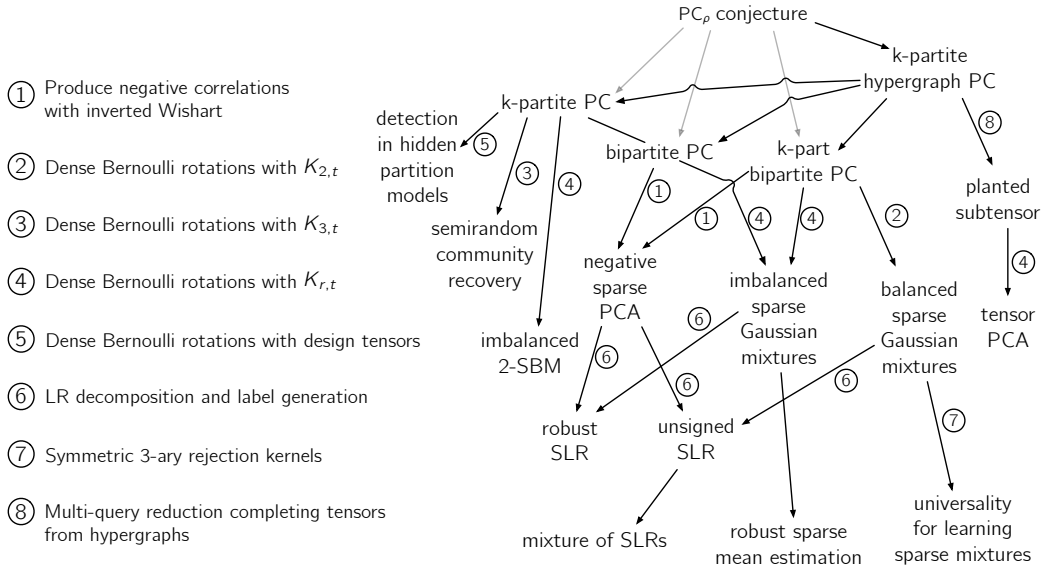 ① Produce negative correlations
with inverted Wishart
② Dense Bernoulli rotations with K₂,ₜ
③ Dense Bernoulli rotations with K₃,ₜ
④ Dense Bernoulli rotations with Kᵣ,ₜ
⑤ Dense Bernoulli rotations with design tensors
⑥ LR decomposition and label generation
⑦ Symmetric 3-ary rejection kernels
⑧ Multi-query reduction completing tensors
from hypergraphs
PCρ conjecture
k-partite
hypergraph PC
k-partite PC
bipartite PC
k-part
bipartite PC
detection
in hidden
partition
models
⑤
③
④
①
①
④
④
②
⑧
planted
subtensor
semirandom
community
recovery
negative
sparse
PCA
imbalanced
sparse
Gaussian
mixtures
balanced
sparse
Gaussian
mixtures
④
tensor
PCA
imbalanced
2-SBM
⑥
⑥
⑥
⑥
⑦
robust
SLR
unsigned
SLR
mixture of SLRs
robust sparse
mean estimation
universality
for learning
sparse mixtures